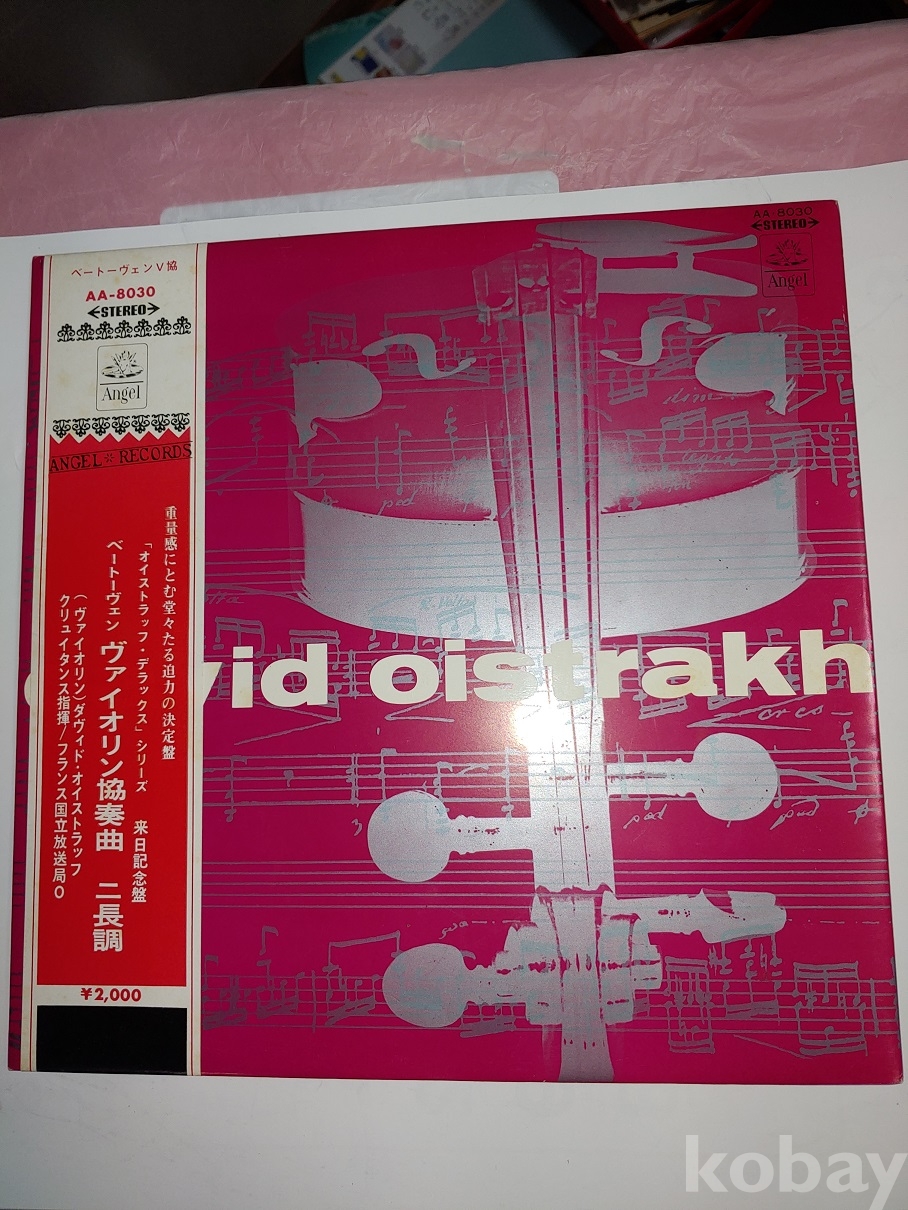 ベートーヴェンV協
AA-8030
STEREO
Angel
ANGEL RECORDS
重量感にとむ堂々たる迫力の決定盤
「オイストラッフ・デラックス」シリーズ 来日記念盤
ベートーヴェン ヴァイオリン協奏曲 ニ長調
(ヴァイオリン)ダヴィド・オイストラッフ
クリュイタンス指揮/フランス国立放送局O
¥2,000
AA-8030
STEREO
Angel
vid oistrakh
dim.
ped
cres
3
ped
kobay